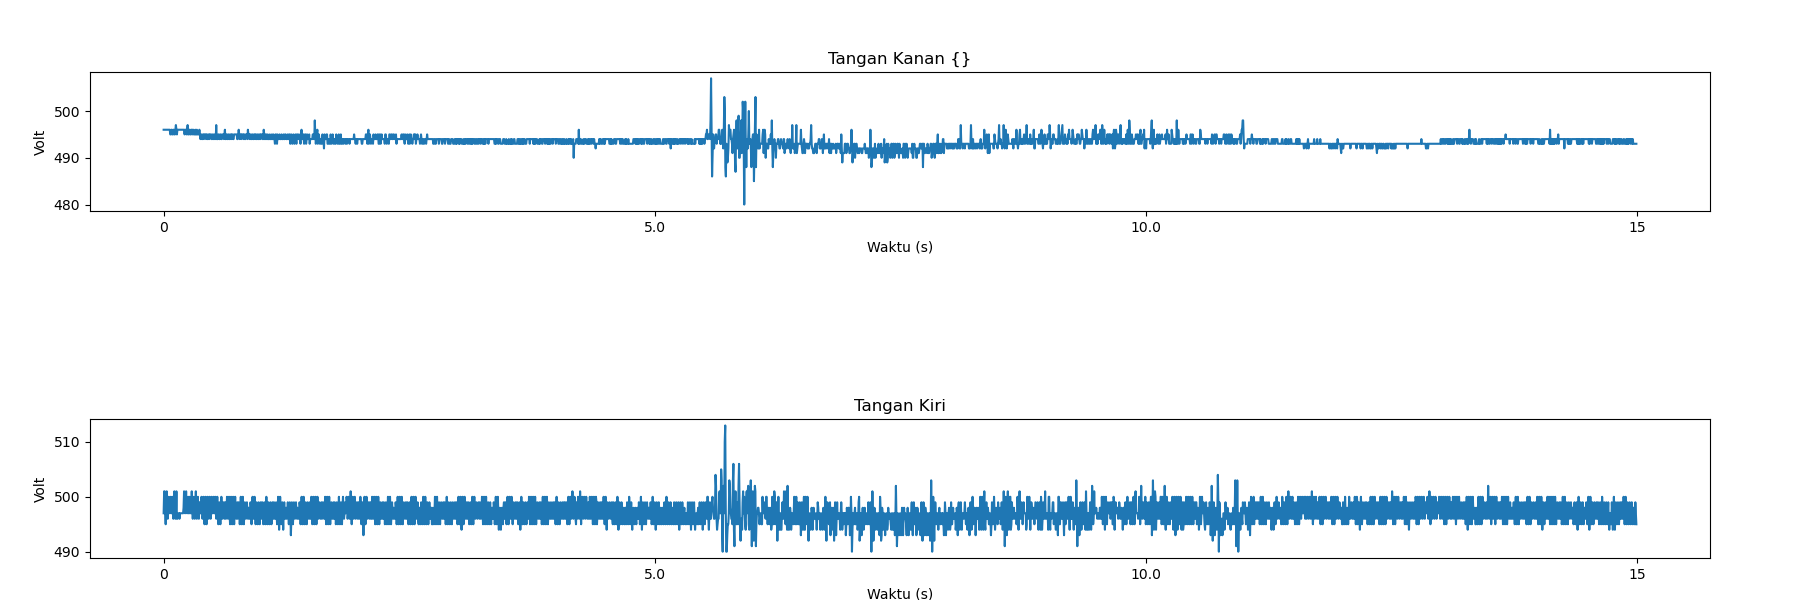 Tangan Kanan {}
Volt
500
490
480
0 5.0 10.0 15
Waktu (s)
Tangan Kiri
Volt
510
500
490
0 5.0 10.0 15
Waktu (s)